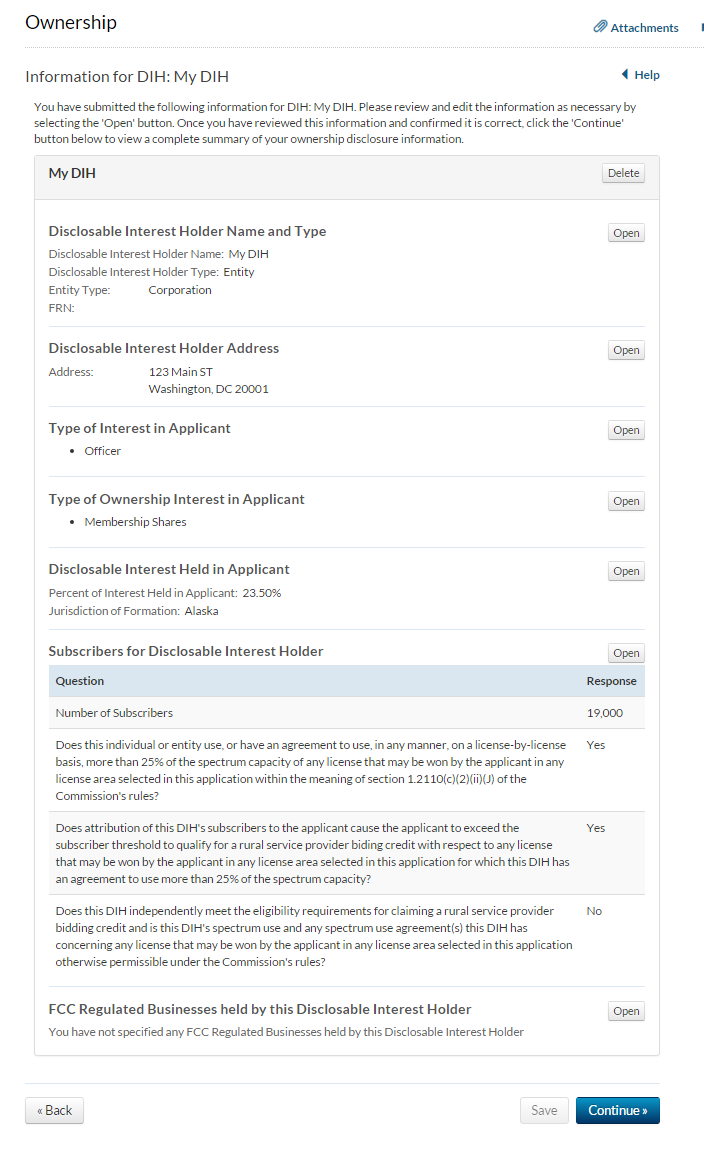 Ownership
Attachments
Information for DIH: My DIH
Help
You have submitted the following information for DIH: My DIH. Please review and edit the information as necessary by
selecting the 'Open' button. Once you have reviewed this information and confirmed it is correct, click the 'Continue'
button below to view a complete summary of your ownership disclosure information.
My DIH
Delete
Disclosable Interest Holder Name and Type
Open
Disclosable Interest Holder Name: My DIH
Disclosable Interest Holder Type: Entity
Entity Type: Corporation
FRN:
Disclosable Interest Holder Address
Open
Address: 123 Main ST
Washington, DC 20001
Type of Interest in Applicant
Open
• Officer
Type of Ownership Interest in Applicant
Open
• Membership Shares
Disclosable Interest Held in Applicant
Open
Percent of Interest Held in Applicant: 23.50%
Jurisdiction of Formation: Alaska
Subscribers for Disclosable Interest Holder
Open
Question Response
Number of Subscribers 19,000
Does this individual or entity use, or have an agreement to use, in any manner, on a license-by-license Yes
basis, more than 25% of the spectrum capacity of any license that may be won by the applicant in any
license area selected in this application within the meaning of section 1.2110(c)(2)(ii)(J) of the
Commission's rules?
Does attribution of this DIH's subscribers to the applicant cause the applicant to exceed the Yes
subscriber threshold to qualify for a rural service provider biding credit with respect to any license
that may be won by the applicant in any license area selected in this application for which this DIH has
an agreement to use more than 25% of the spectrum capacity?
Does this DIH independently meet the eligibility requirements for claiming a rural service provider No
bidding credit and is this DIH's spectrum use and any spectrum use agreement(s) this DIH has
concerning any license that may be won by the applicant in any license area selected in this application
otherwise permissible under the Commission's rules?
FCC Regulated Businesses held by this Disclosable Interest Holder
Open
You have not specified any FCC Regulated Businesses held by this Disclosable Interest Holder
« Back
Save
Continue »